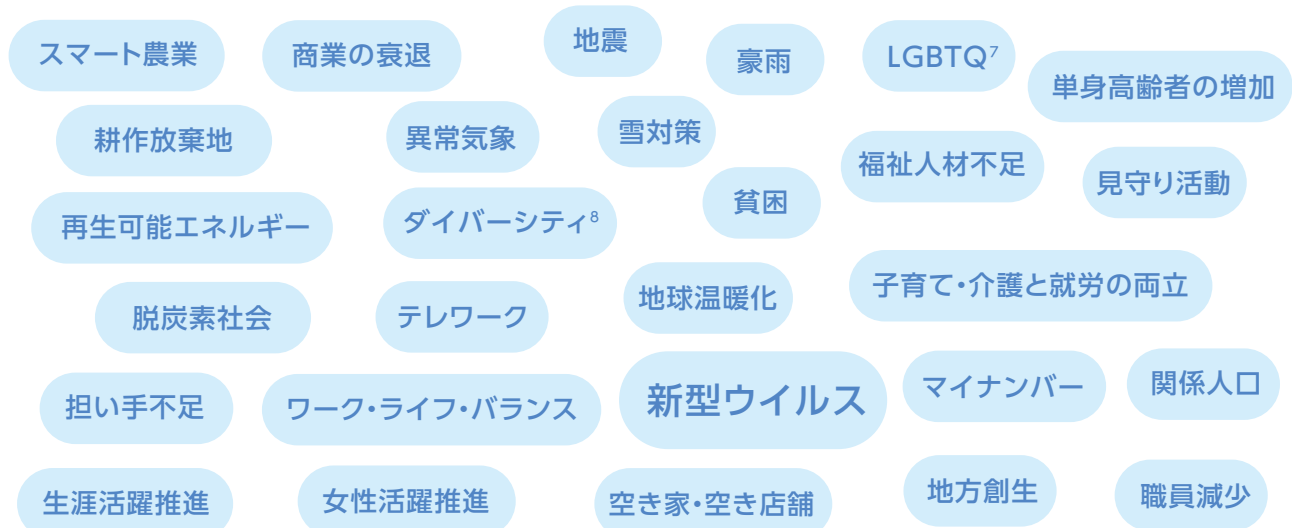 スマート農業
商業の衰退
地震
豪雨
LGBTQ⁷
単身高齢者の増加
耕作放棄地
異常気象
雪対策
福祉人材不足
見守り活動
再生可能エネルギー
ダイバーシティ⁸
貧困
子育て・介護と就労の両立
脱炭素社会
テレワーク
地球温暖化
担い手不足
ワーク・ライフ・バランス
新型ウイルス
マイナンバー
関係人口
生涯活躍推進
女性活躍推進
空き家・空き店舗
地方創生
職員減少